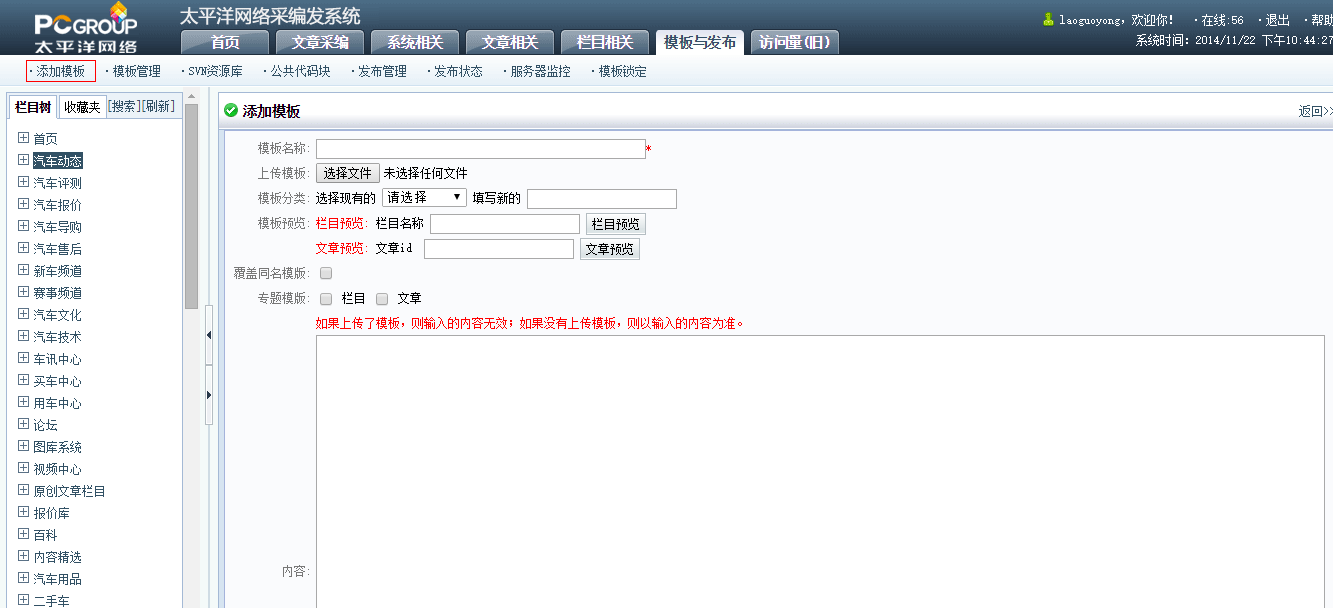 PCGROUP
太平洋网络
太平洋网络采编发系统
laoguoyong，欢迎你！ ·在线:56 ·退出 ·帮助
系统时间：2014/11/22 下午10:44:27
首页 文章采编 系统相关 文章相关 栏目相关 模板与发布 访问量(旧)
·添加模板 ·模板管理 ·SVN资源库 ·公共代码块 ·发布管理 ·发布状态 ·服务器监控 ·模板锁定
栏目树 收藏夹 [搜索][刷新]
首页
汽车动态
汽车评测
汽车报价
汽车导购
汽车售后
新车频道
赛事频道
汽车文化
汽车技术
车讯中心
买车中心
用车中心
论坛
图库系统
视频中心
原创文章栏目
报价库
百科
内容精选
汽车用品
二手车
添加模板 返回>>
模板名称： *
上传模板： 选择文件 未选择任何文件
模板分类： 选择现有的 请选择 填写新的
模板预览： 栏目预览： 栏目名称 栏目预览
文章预览： 文章id 文章预览
覆盖同名模版：
专题模版： 栏目 文章
如果上传了模板，则输入的内容无效；如果没有上传模板，则以输入的内容为准。
内容：